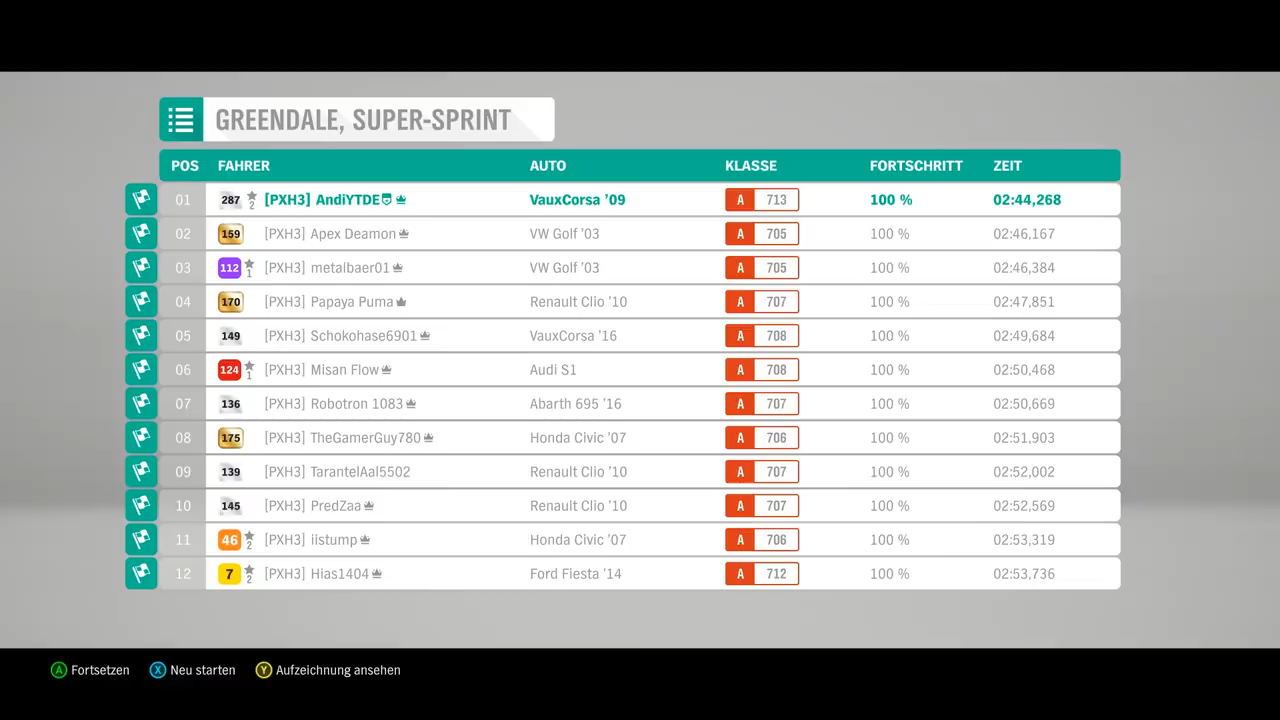 GREENDALE, SUPER-SPRINT
POS FAHRER AUTO KLASSE FORTSCHRITT ZEIT
01 287 2 [PXH3] AndiYTDE VauxCorsa '09 A 713 100 % 02:44,268
02 159 [PXH3] Apex Deamon VW Golf '03 A 705 100 % 02:46,167
03 112 1 [PXH3] metalbaer01 VW Golf '03 A 705 100 % 02:46,384
04 170 [PXH3] Papaya Puma Renault Clio '10 A 707 100 % 02:47,851
05 149 [PXH3] Schokohase6901 VauxCorsa '16 A 708 100 % 02:49,684
06 124 1 [PXH3] Misan Flow Audi S1 A 708 100 % 02:50,468
07 136 [PXH3] Robotron 1083 Abarth 695 '16 A 707 100 % 02:50,669
08 175 [PXH3] TheGamerGuy780 Honda Civic '07 A 706 100 % 02:51,903
09 139 [PXH3] TarantelAal5502 Renault Clio '10 A 707 100 % 02:52,002
10 145 [PXH3] PredZaa Renault Clio '10 A 707 100 % 02:52,569
11 46 2 [PXH3] iistump Honda Civic '07 A 706 100 % 02:53,319
12 7 2 [PXH3] Hias1404 Ford Fiesta '14 A 712 100 % 02:53,736
A Fortsetzen X Neu starten Y Aufzeichnung ansehen